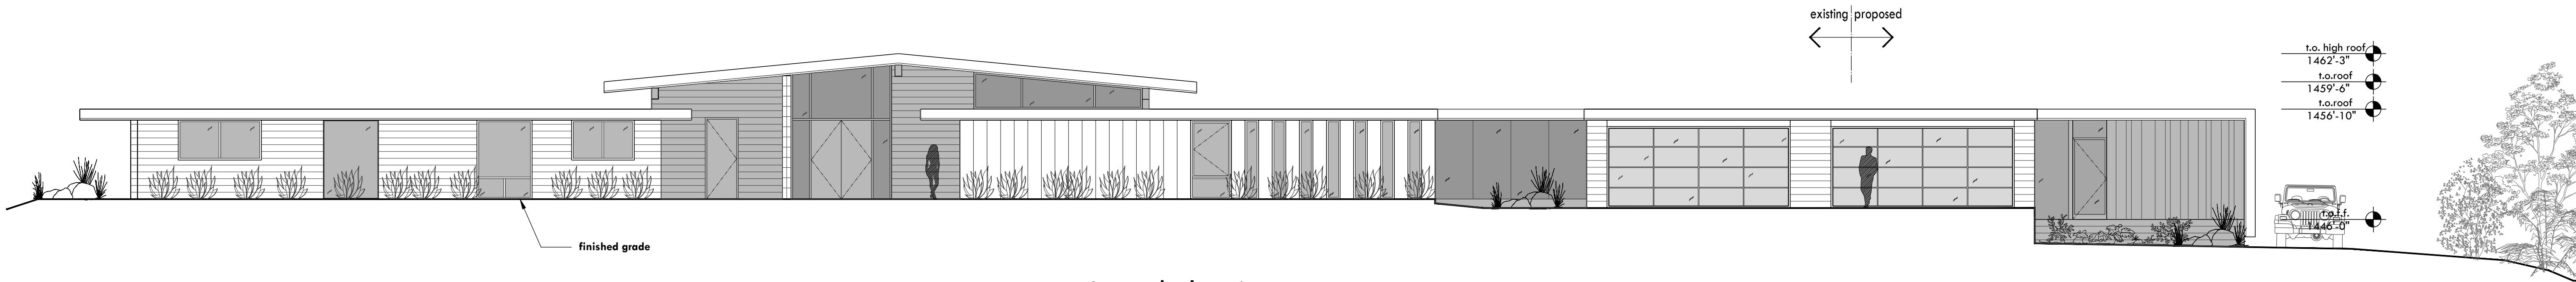 existing proposed
t.o. high roof
1462'-3"
t.o.roof
1459'-6"
t.o.roof
1456'-10"
t.o.f.f.
1446'-0"
finished grade